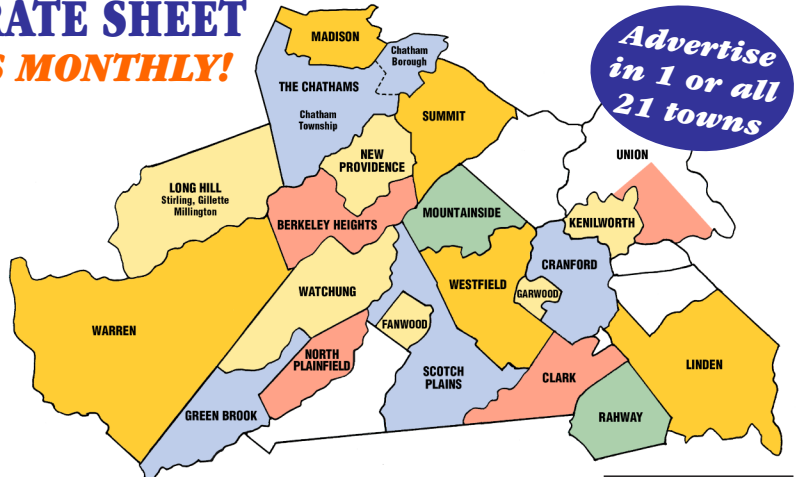 RATE SHEET
MONTHLY!
Advertise
in 1 or all
21 towns
MADISON
Chatham
Borough
THE CHATHAMS
Chatham
Township
SUMMIT
NEW
PROVIDENCE
UNION
LONG HILL
Stirling, Gillette
Millington
BERKELEY HEIGHTS
MOUNTAINSIDE
KENILWORTH
CRANFORD
WATCHUNG
WESTFIELD
GARWOOD
WARREN
FANWOOD
NORTH
PLAINFIELD
SCOTCH
PLAINS
CLARK
LINDEN
GREEN BROOK
RAHWAY